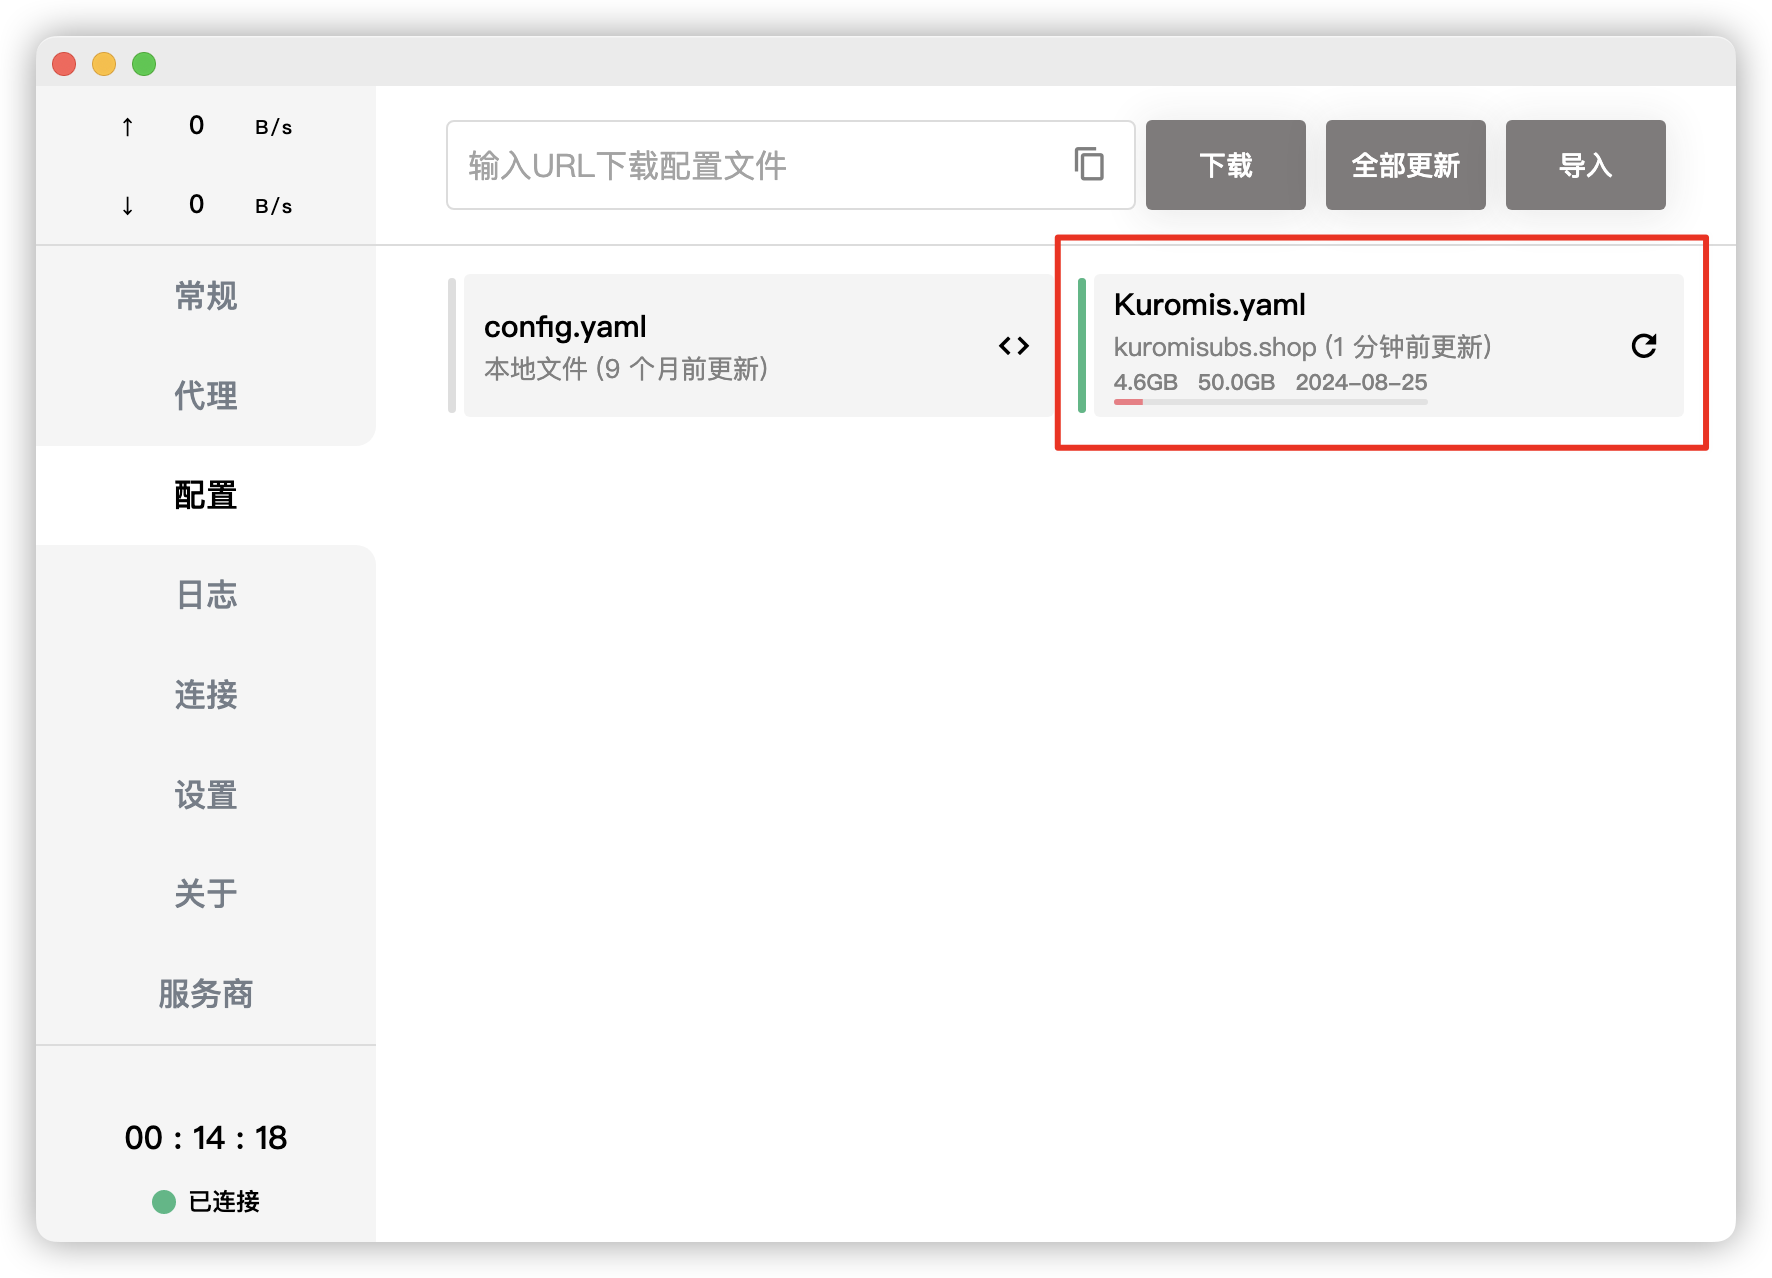 ↑ 0 B/s
↓ 0 B/s
常规
代理
配置
日志
连接
设置
关于
服务商
00 : 14 : 18
已连接
输入URL下载配置文件
下载
全部更新
导入
config.yaml
本地文件 (9 个月前更新)
Kuromis.yaml
kuromisubs.shop (1 分钟前更新)
4.6GB 50.0GB 2024-08-25